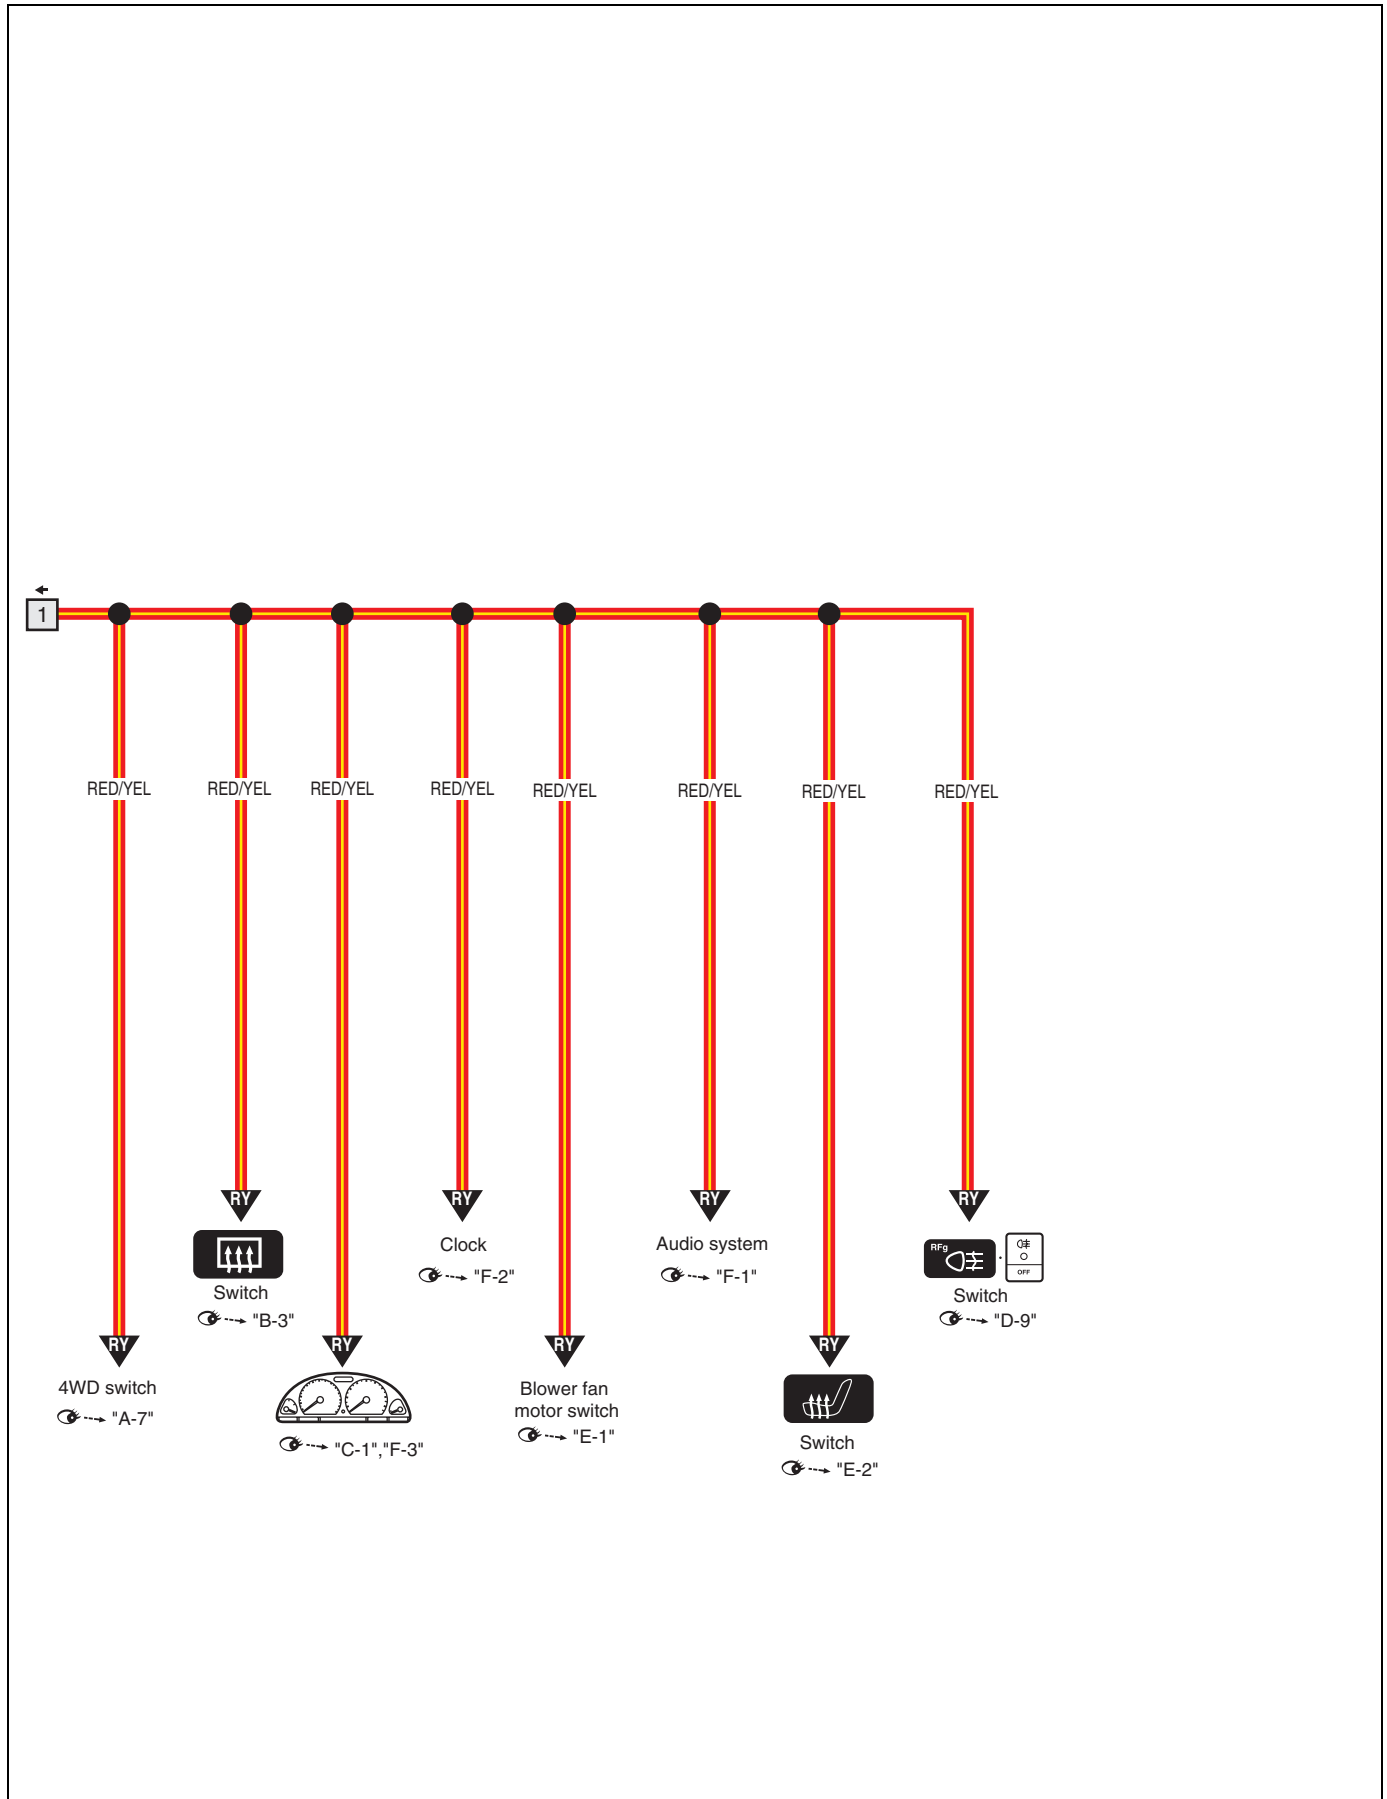 1
RED/YEL RED/YEL RED/YEL RED/YEL RED/YEL RED/YEL RED/YEL RED/YEL
RY RY RY RY
Clock
"F-2"
Audio system
"F-1"
RFg
OFF
Switch
"B-3"
Switch
"D-9"
RY RY RY RY
4WD switch
"A-7"
"C-1","F-3"
Blower fan
motor switch
"E-1"
Switch
"E-2"